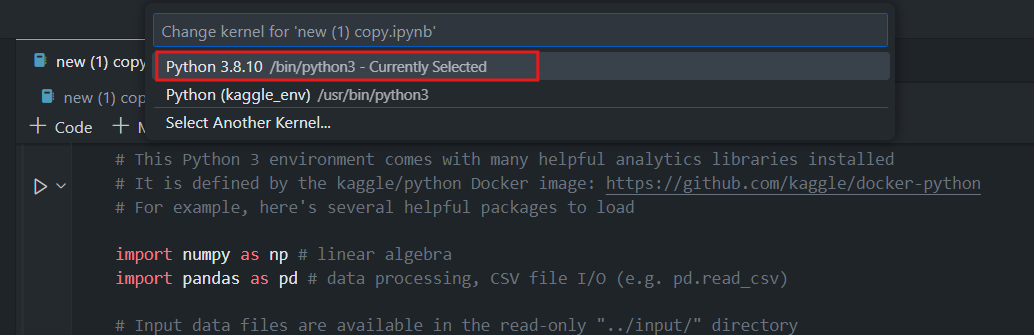 Change kernel for 'new (1) copy.ipynb'
new (1) copy
Python 3.8.10 /bin/python3 - Currently Selected
new (1) cop
Python (kaggle_env) /usr/bin/python3
+ Code + M
Select Another Kernel...
# This Python 3 environment comes with many helpful analytics libraries installed
# It is defined by the kaggle/python Docker image: https://github.com/kaggle/docker-python
# For example, here's several helpful packages to load
import numpy as np # linear algebra
import pandas as pd # data processing, CSV file I/O (e.g. pd.read_csv)
# Input data files are available in the read-only "../input/" directory